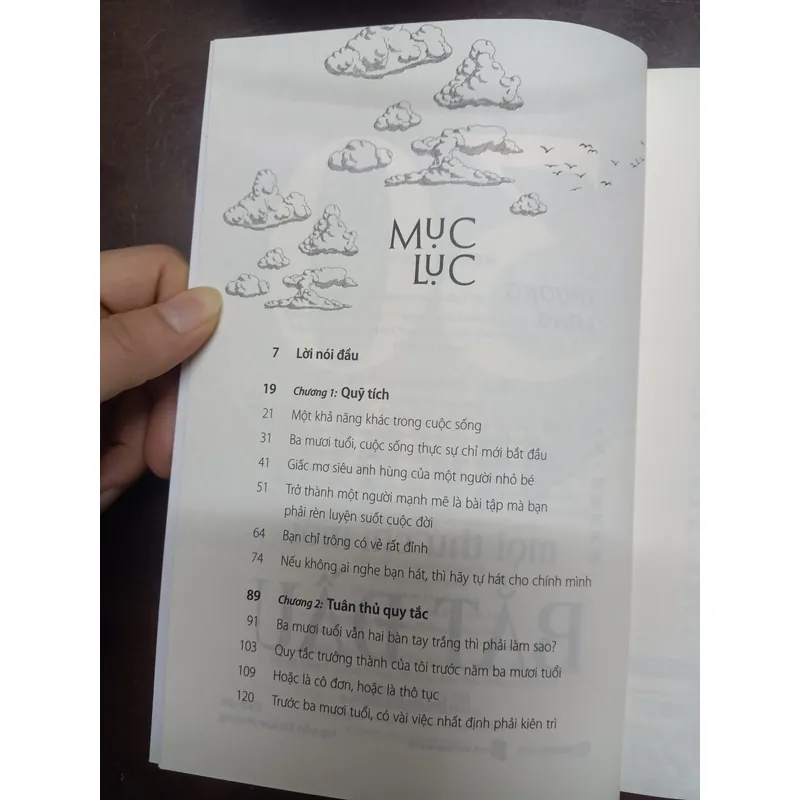 MỤC
LỤC
7 Lời nói đầu
19 Chương 1: Quỹ tích
21 Một khả năng khác trong cuộc sống
31 Ba mươi tuổi, cuộc sống thực sự chỉ mới bắt đầu
41 Giấc mơ siêu anh hùng của một người nhỏ bé
51 Trở thành một người mạnh mẽ là bài tập mà bạn
phải rèn luyện suốt cuộc đời
64 Bạn chỉ trông có vẻ rất đỉnh
74 Nếu không ai nghe bạn hát, thì hãy tự hát cho chính mình
89 Chương 2: Tuân thủ quy tắc
91 Ba mươi tuổi vẫn hai bàn tay trắng thì phải làm sao?
103 Quy tắc trưởng thành của tôi trước năm ba mươi tuổi
109 Hoặc là cô đơn, hoặc là thô tục
120 Trước ba mươi tuổi, có vài việc nhất định phải kiên trì